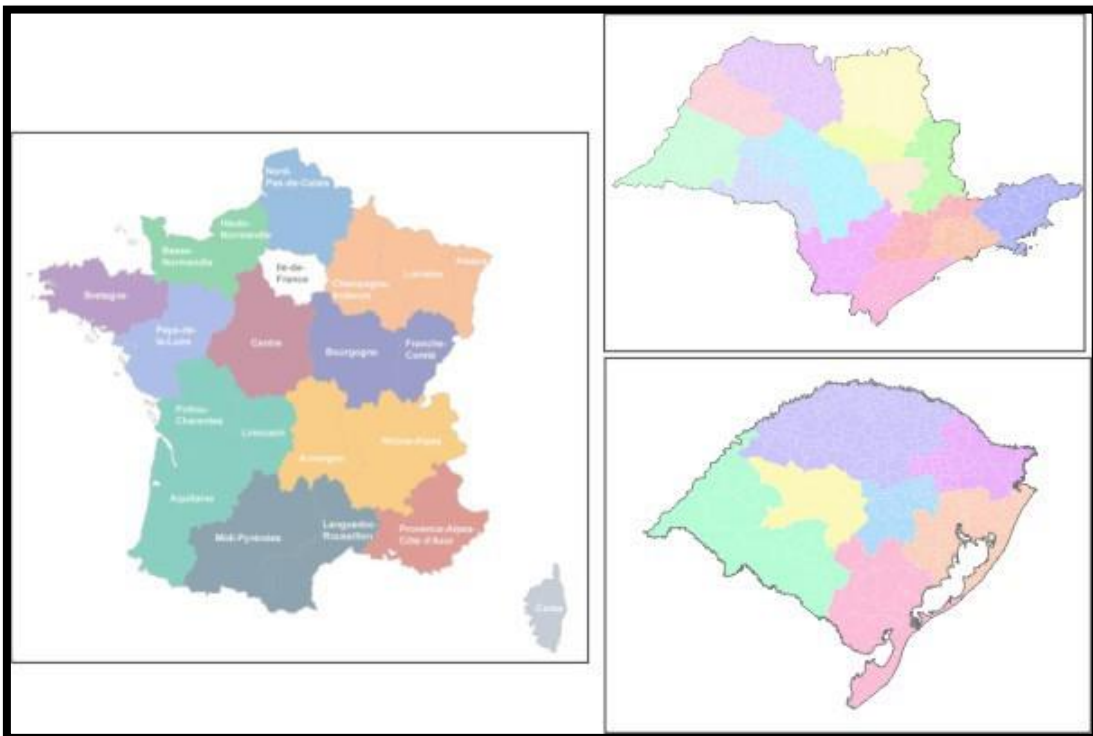 Nord-
Pas-de-Calais
Haute-
Normandie
Basse-
Normandie
Ile-de-
France
Champagne-
Ardenne
Lorraine
Alsace
Bretagne
Pays-de-
la-Loire
Centre
Bourgogne
Franche-
Comté
Poitou-
Charentes
Limousin
Auvergne
Rhône-Alpes
Aquitaine
Midi-Pyrénées
Languedoc-
Roussillon
Provence-Alpes-
Côte-d'Azur
Corse